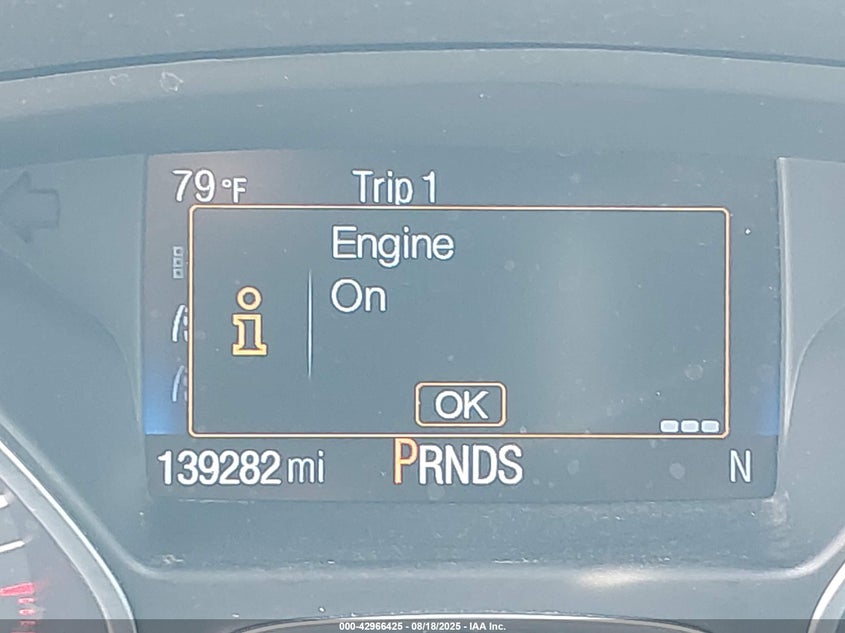 79 °F Trip 1
Engine
On
OK
139282 mi PRNDS N
000-42966425 - 08/18/2025 - IAA Inc.